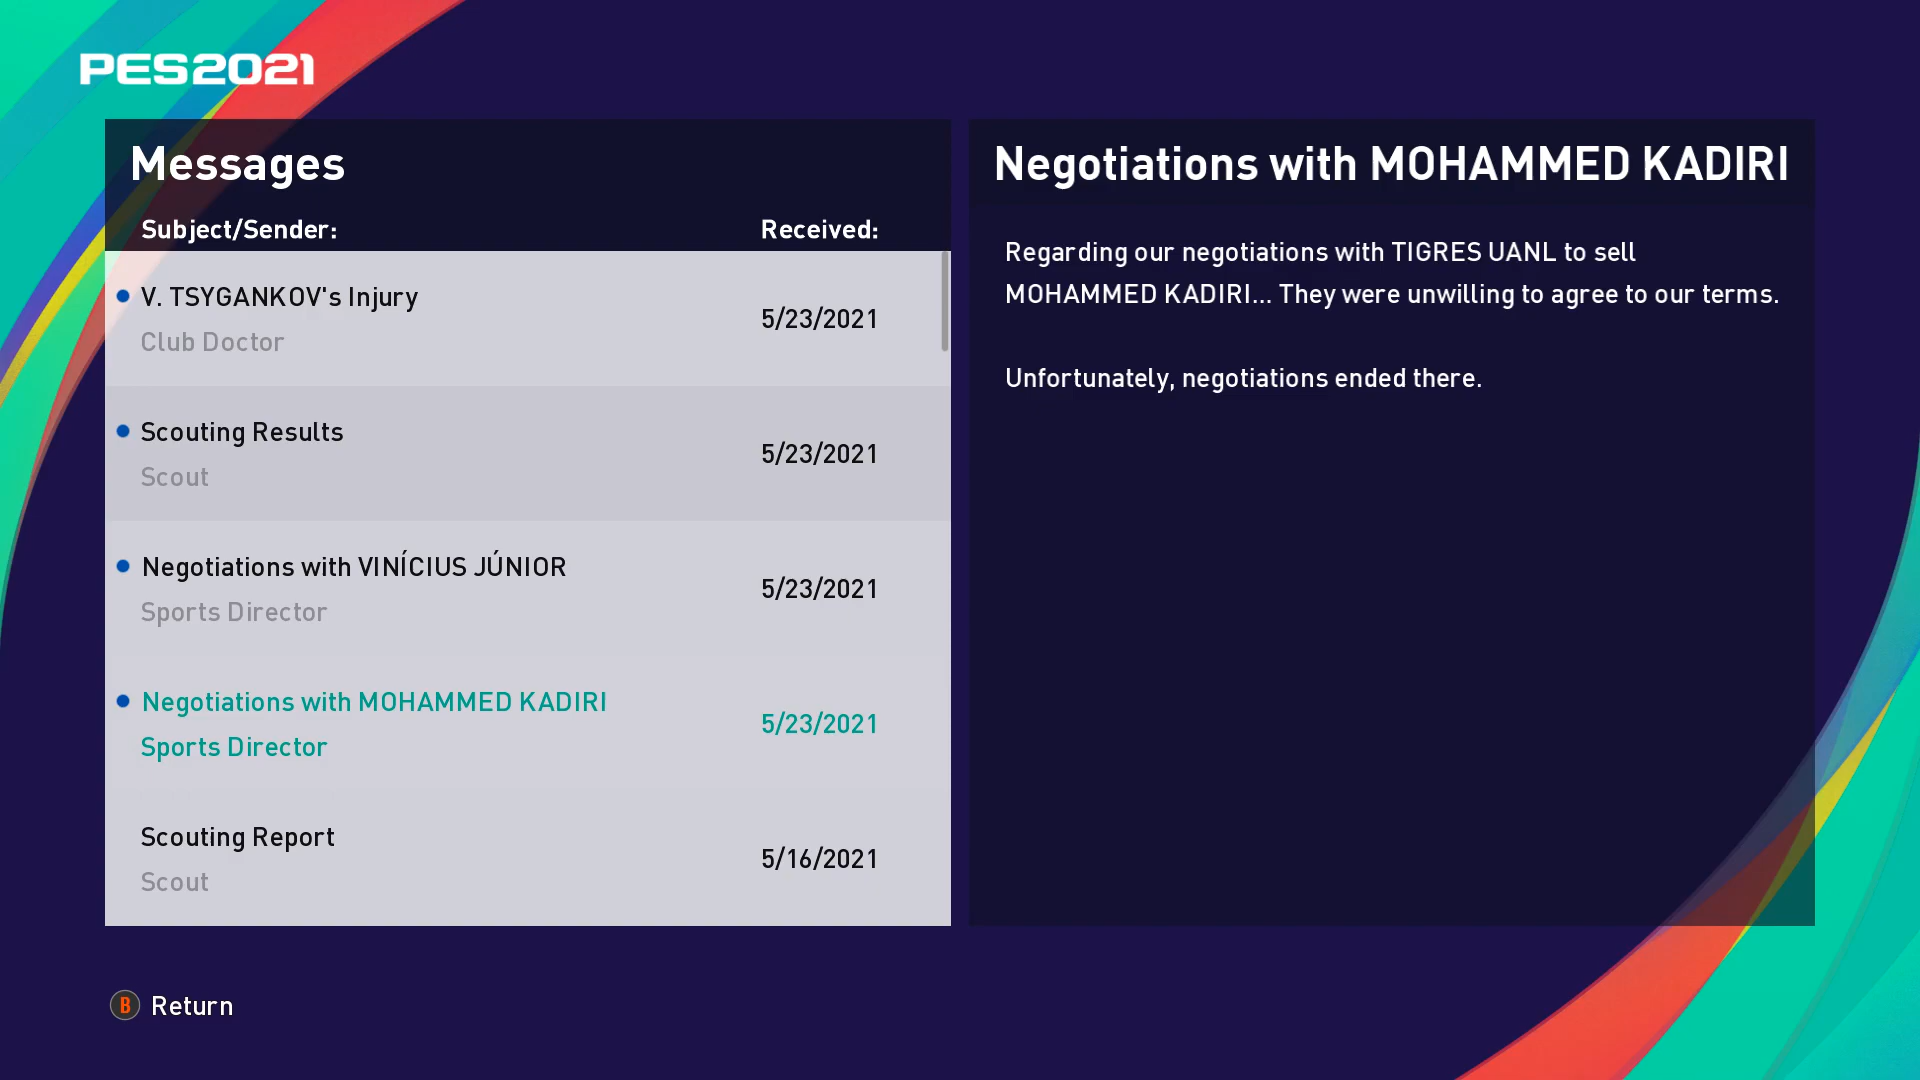 PES2021
Messages
Subject/Sender:
Received:
V. TSYGANKOV's Injury
Club Doctor
5/23/2021
Scouting Results
Scout
5/23/2021
Negotiations with VINÍCIUS JÚNIOR
Sports Director
5/23/2021
Negotiations with MOHAMMED KADIRI
Sports Director
5/23/2021
Scouting Report
Scout
5/16/2021
Negotiations with MOHAMMED KADIRI
Regarding our negotiations with TIGRES UANL to sell
MOHAMMED KADIRI... They were unwilling to agree to our terms.
Unfortunately, negotiations ended there.
B Return